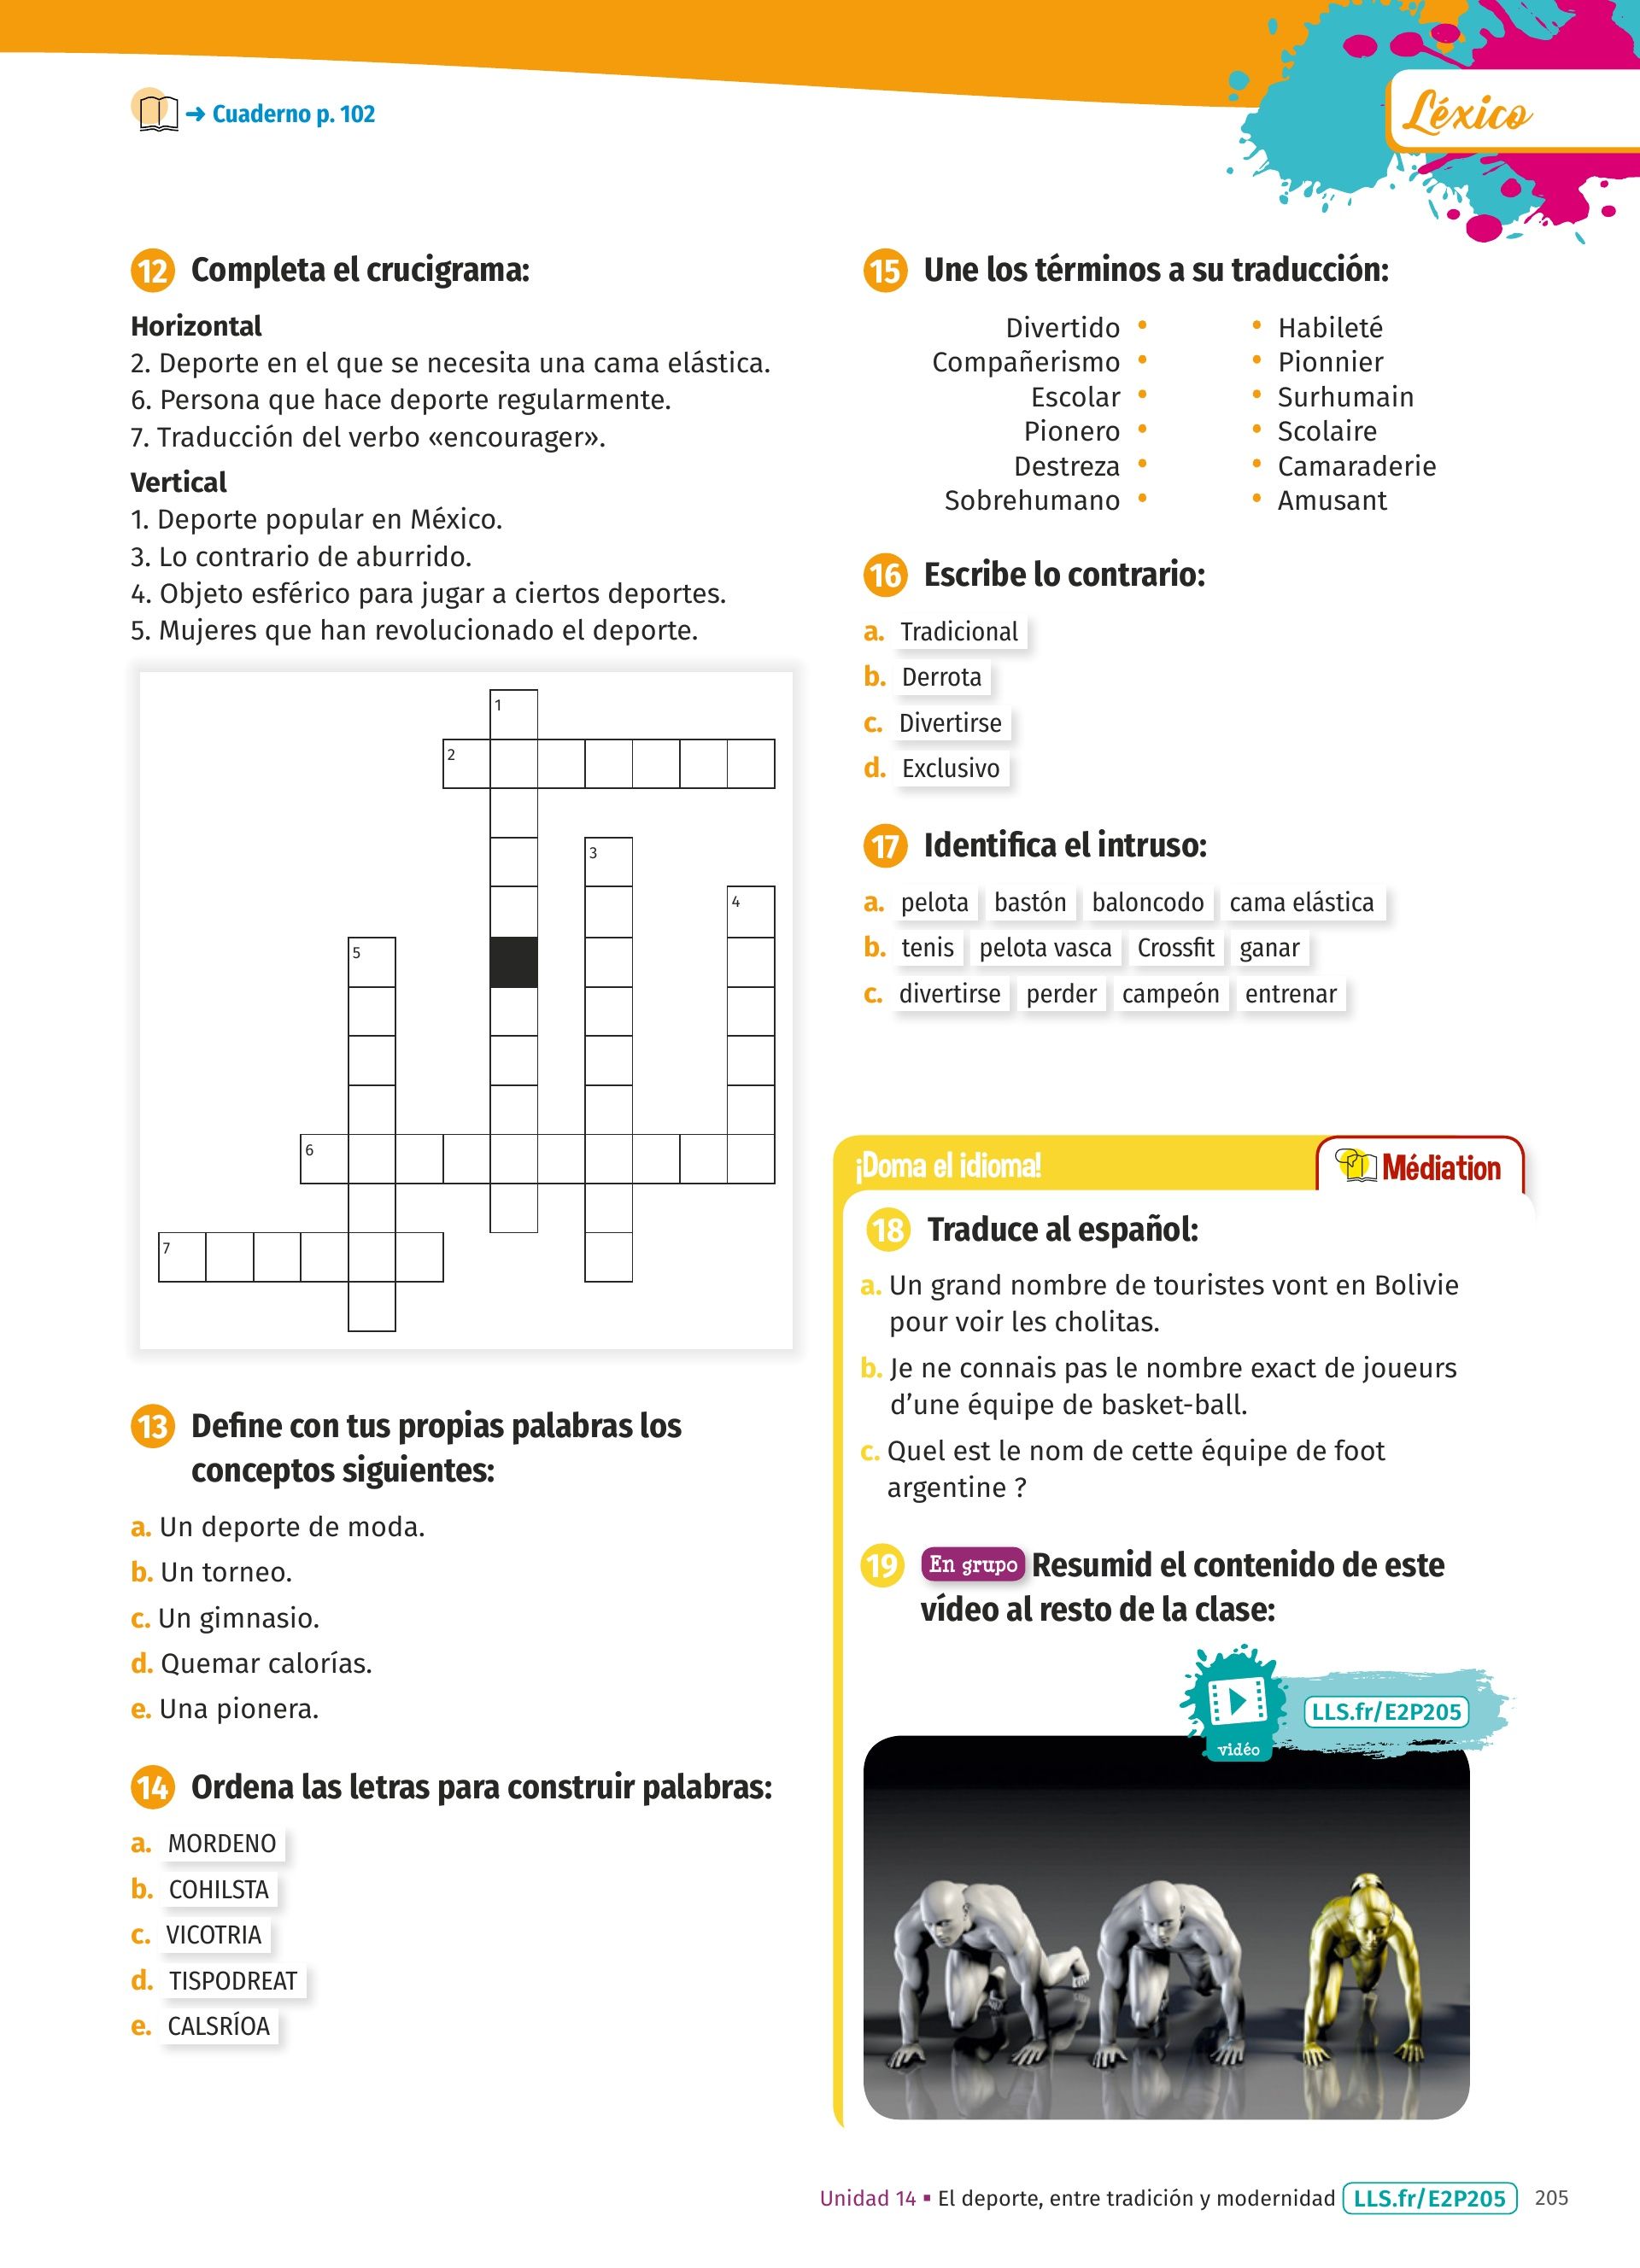 ➜ Cuaderno p. 102
Léxico
12 Completa el crucigrama:
Horizontal
2. Deporte en el que se necesita una cama elástica.
6. Persona que hace deporte regularmente.
7. Traducción del verbo «encourager».
Vertical
1. Deporte popular en México.
3. Lo contrario de aburrido.
4. Objeto esférico para jugar a ciertos deportes.
5. Mujeres que han revolucionado el deporte.
1
2
3
4
5
6
7
13 Define con tus propias palabras los
conceptos siguientes:
a. Un deporte de moda.
b. Un torneo.
c. Un gimnasio.
d. Quemar calorías.
e. Una pionera.
14 Ordena las letras para construir palabras:
a. MORDENO
b. COHILSTA
c. VICOTRIA
d. TISPODREAT
e. CALSRÍOA
15 Une los términos a su traducción:
Divertido • • Habileté
Compañerismo • • Pionnier
Escolar • • Surhumain
Pionero • • Scolaire
Destreza • • Camaraderie
Sobrehumano • • Amusant
16 Escribe lo contrario:
a. Tradicional
b. Derrota
c. Divertirse
d. Exclusivo
17 Identifica el intruso:
a. pelota bastón baloncodo cama elástica
b. tenis pelota vasca Crossfit ganar
c. divertirse perder campeón entrenar
¡Doma el idioma! Médiation
18 Traduce al español:
a. Un grand nombre de touristes vont en Bolivie
pour voir les cholitas.
b. Je ne connais pas le nombre exact de joueurs
d’une équipe de basket-ball.
c. Quel est le nom de cette équipe de foot
argentine ?
19 En grupo Resumid el contenido de este
vídeo al resto de la clase:
LLS.fr/E2P205
vidéo
Unidad 14 ▪ El deporte, entre tradición y modernidad LLS.fr/E2P205 205